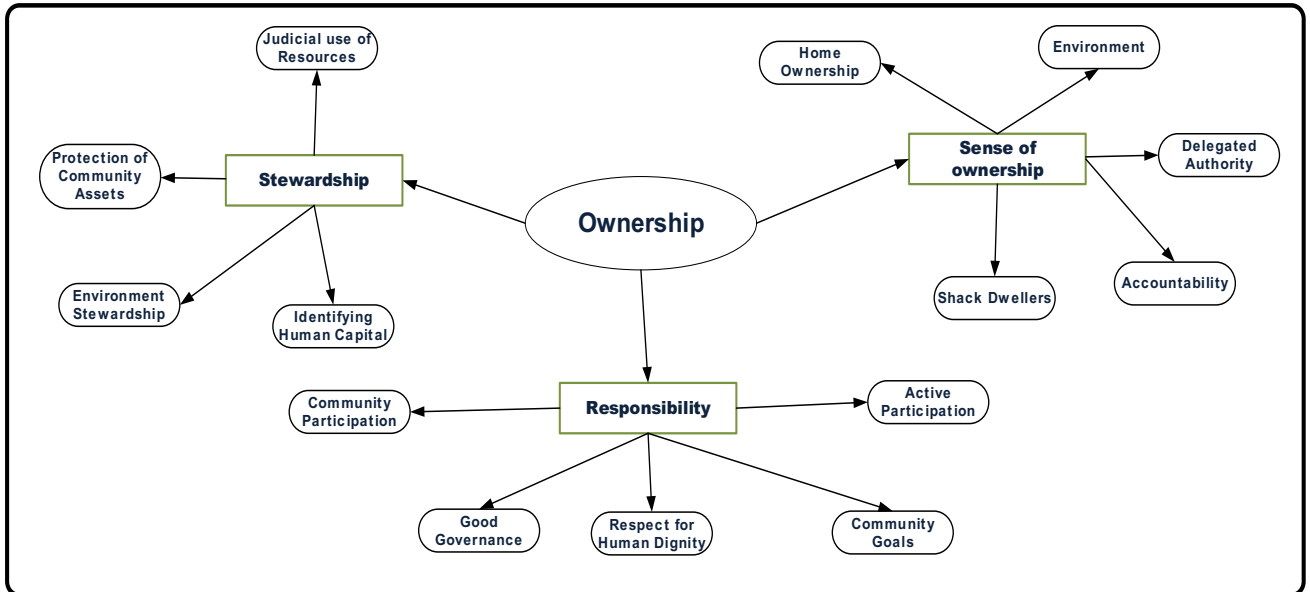 Judicial use of
Resources
Home
Ownership
Environment
Protection of
Community
Assets
Stewardship
Ownership
Sense of
ownership
Delegated
Authority
Environment
Stewardship
Identifying
Human Capital
Shack Dwellers
Accountability
Community
Participation
Responsibility
Active
Participation
Good
Governance
Respect for
Human Dignity
Community
Goals